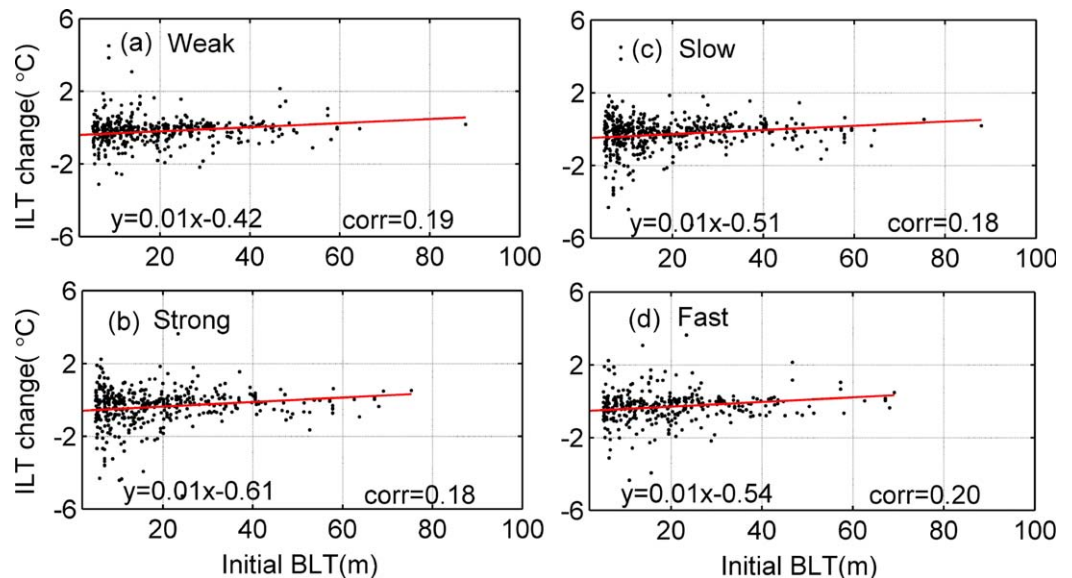 (a) Weak
ILT change( °C)
2
-2
-6
y=0.01x-0.42 corr=0.19
20 40 60 80 100
(c) Slow
2
-2
-6
y=0.01x-0.51 corr=0.18
20 40 60 80 100
(b) Strong
ILT change( °C)
6
2
-2
-6
y=0.01x-0.61 corr=0.18
20 40 60 80 100
Initial BLT(m)
(d) Fast
6
2
-2
-6
y=0.01x-0.54 corr=0.20
20 40 60 80 100
Initial BLT(m)